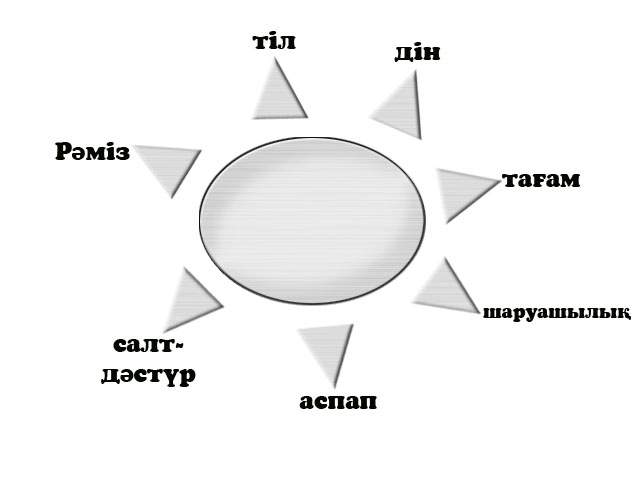 тіл
дін
Рәміз
тағам
шаруашылық
салт-
дәстүр
аспап